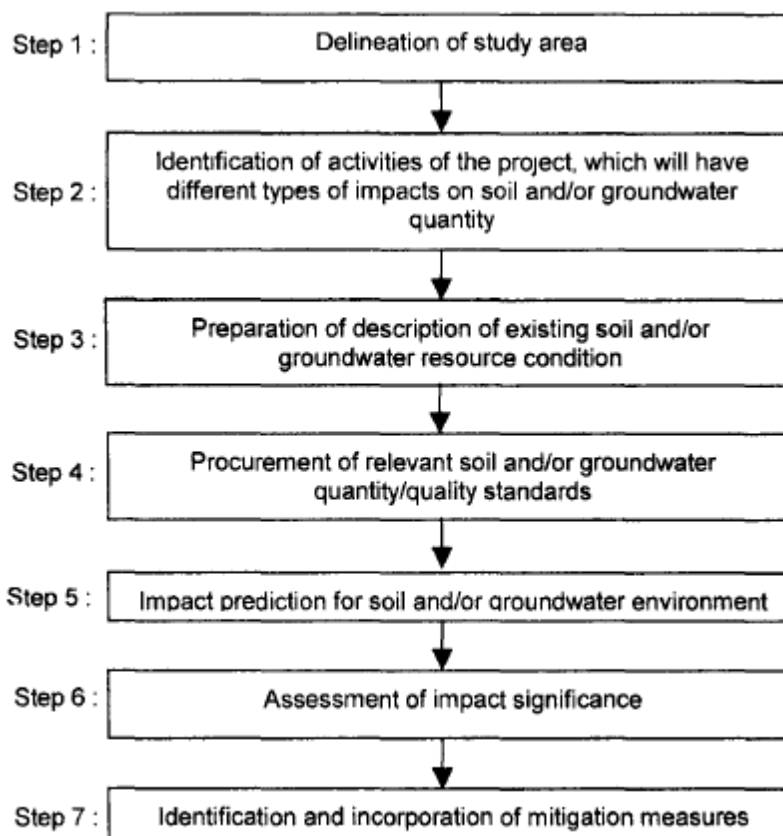 Step 1 :
Delineation of study area
Step 2 :
Identification of activities of the project, which will have
different types of impacts on soil and/or groundwater
quantity
Step 3 :
Preparation of description of existing soil and/or
groundwater resource condition
Step 4 :
Procurement of relevant soil and/or groundwater
quantity/quality standards
Step 5 :
Impact prediction for soil and/or groundwater environment
Step 6 :
Assessment of impact significance
Step 7 :
Identification and incorporation of mitigation measures